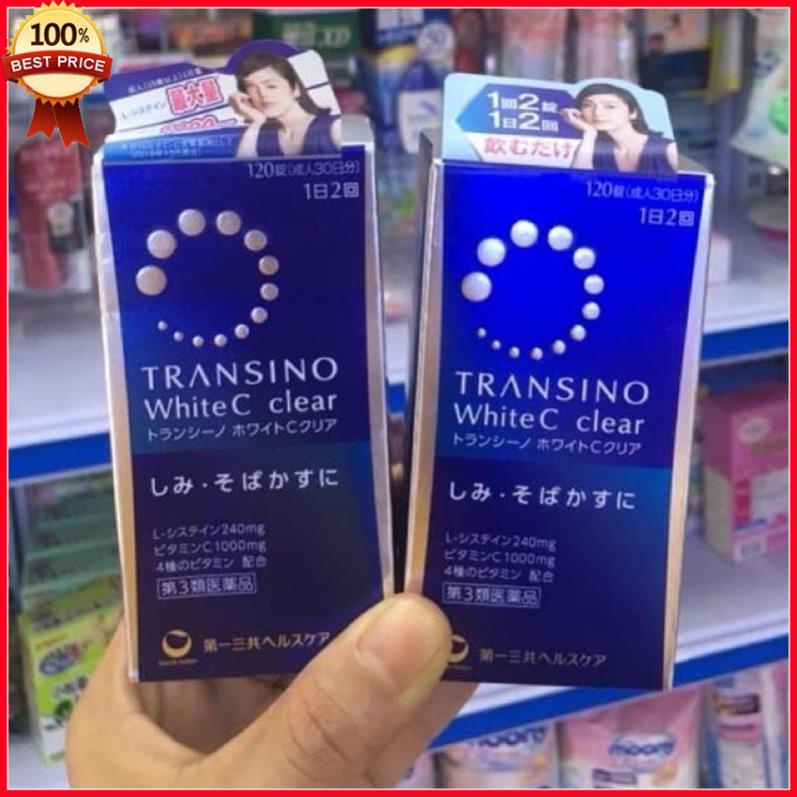 100%
BEST PRICE
L-システイン
最大量
120錠(成人30日分)
1日2回
TRANSINO
White C clear
トランシーノ ホワイトCクリア
しみ・そばかすに
L-システイン240mg
ビタミンC1000mg
4種のビタミン 配合
第3類医薬品
第一三共ヘルスケア
1回2錠
1日2回
飲むだけ
120錠(成人30日分)
1日2回
TRANSINO
White C clear
トランシーノ ホワイトCクリア
しみ・そばかすに
L-システイン240mg
ビタミンC1000mg
4種のビタミン 配合
第3類医薬品
第一三共ヘルスケア
moony